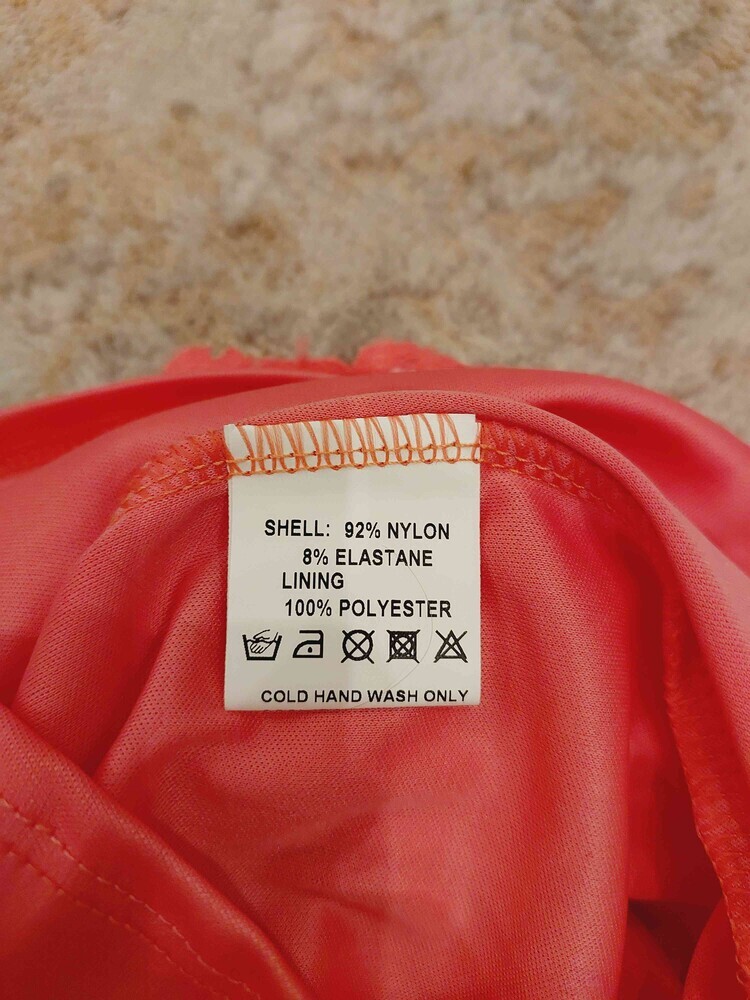 SHELL: 92% NYLON
8% ELASTANE
LINING
100% POLYESTER
COLD HAND WASH ONLY